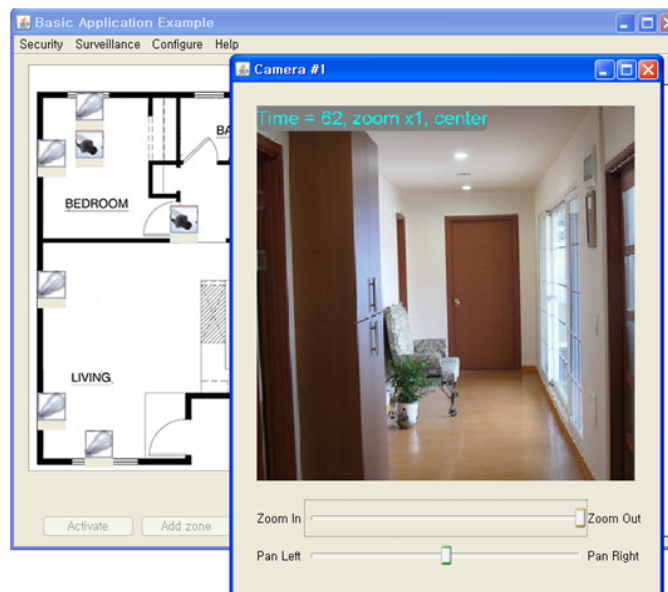 Basic Application Example
Security Surveillance Configure Help
Camera #1
Time = 62, zoom x1, center
BA
BEDROOM
LIVING
Activate
Add zone
Zoom In
Zoom Out
Pan Left
Pan Right